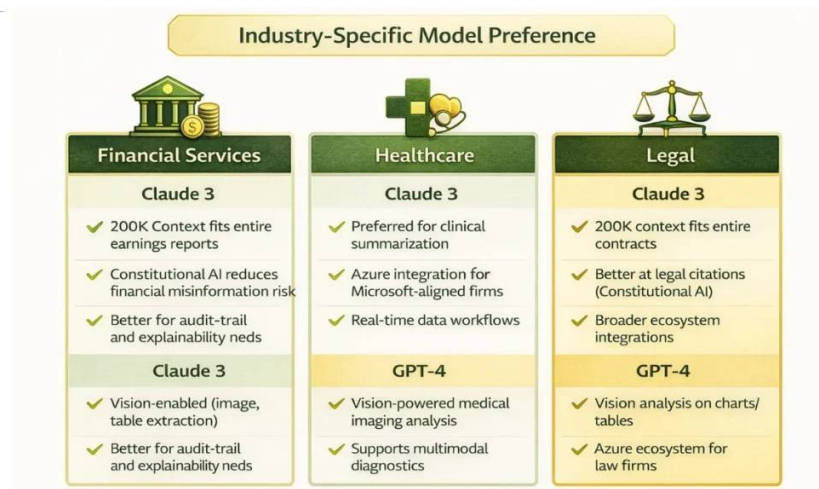 Industry-Specific Model Preference
Financial Services
Claude 3
200K Context fits entire
earnings reports
Constitutional AI reduces
financial misinformation risk
Better for audit-trail
and explainability neds
Claude 3
Vision-enabled (image,
table extraction)
Better for audit-trail
and explainability neds
Healthcare
Claude 3
Preferred for clinical
summarization
Azure integration for
Microsoft-aligned firms
Real-time data workflows
GPT-4
Vision-powered medical
imaging analysis
Supports multimodal
diagnostics
Legal
Claude 3
200K context fits entire
contracts
Better at legal citations
(Constitutional AI)
Broader ecosystem
integrations
GPT-4
Vision analysis on charts/
tables
Azure ecosystem for
law firms